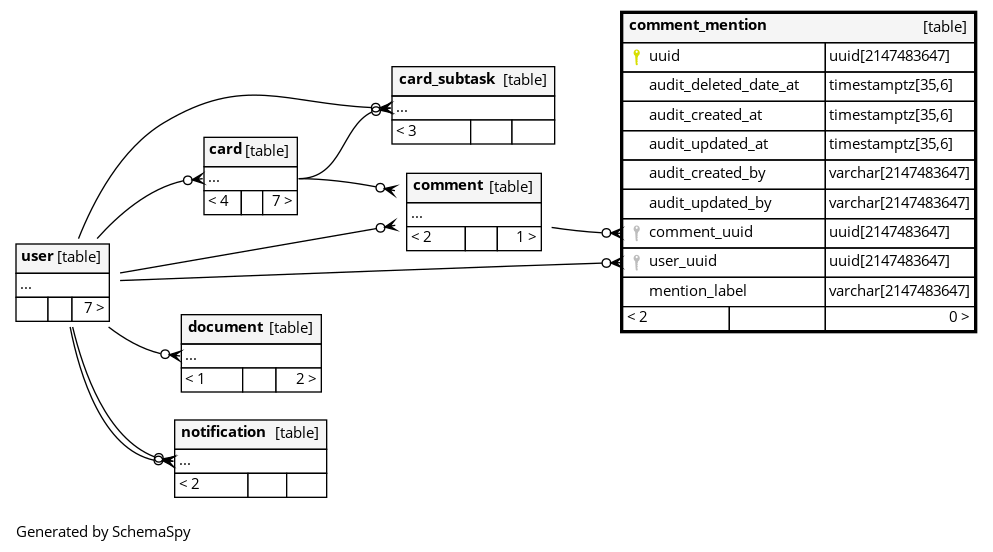 comment_mention [table]
uuid uuid[2147483647]
audit_deleted_date_at timestamptz[35,6]
audit_created_at timestamptz[35,6]
audit_updated_at timestamptz[35,6]
audit_created_by varchar[2147483647]
audit_updated_by varchar[2147483647]
comment_uuid uuid[2147483647]
user_uuid uuid[2147483647]
mention_label varchar[2147483647]
< 2 0 >
card_subtask [table]
...
< 3
card [table]
...
< 4 7 >
comment [table]
...
< 2 1 >
user [table]
...
7 >
document [table]
...
< 1 2 >
notification [table]
...
< 2
Generated by SchemaSpy